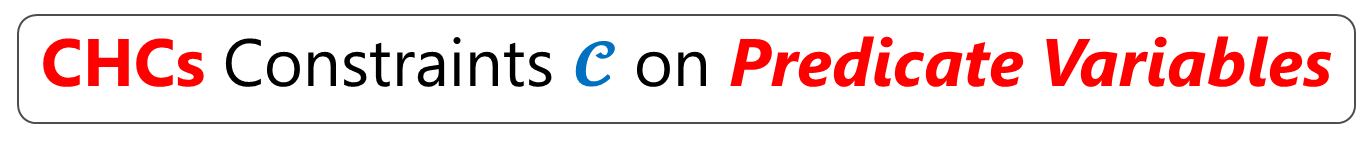 CHCs Constraints 𝓒 on Predicate Variables